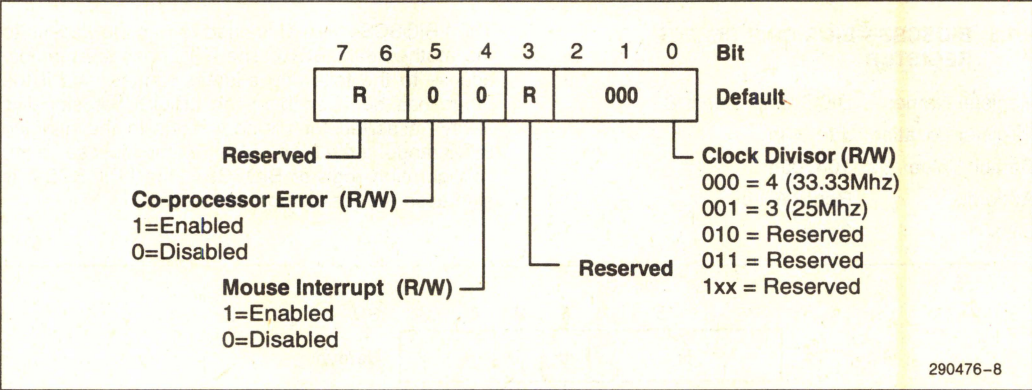 7 6 5 4 3 2 1 0 Bit
R 0 0 R 000 Default
Reserved
Co-processor Error (R/W)
1=Enabled
0=Disabled
Mouse Interrupt (R/W)
1=Enabled
0=Disabled
Reserved
Clock Divisor (R/W)
000 = 4 (33.33Mhz)
001 = 3 (25Mhz)
010 = Reserved
011 = Reserved
1xx = Reserved
290476-8